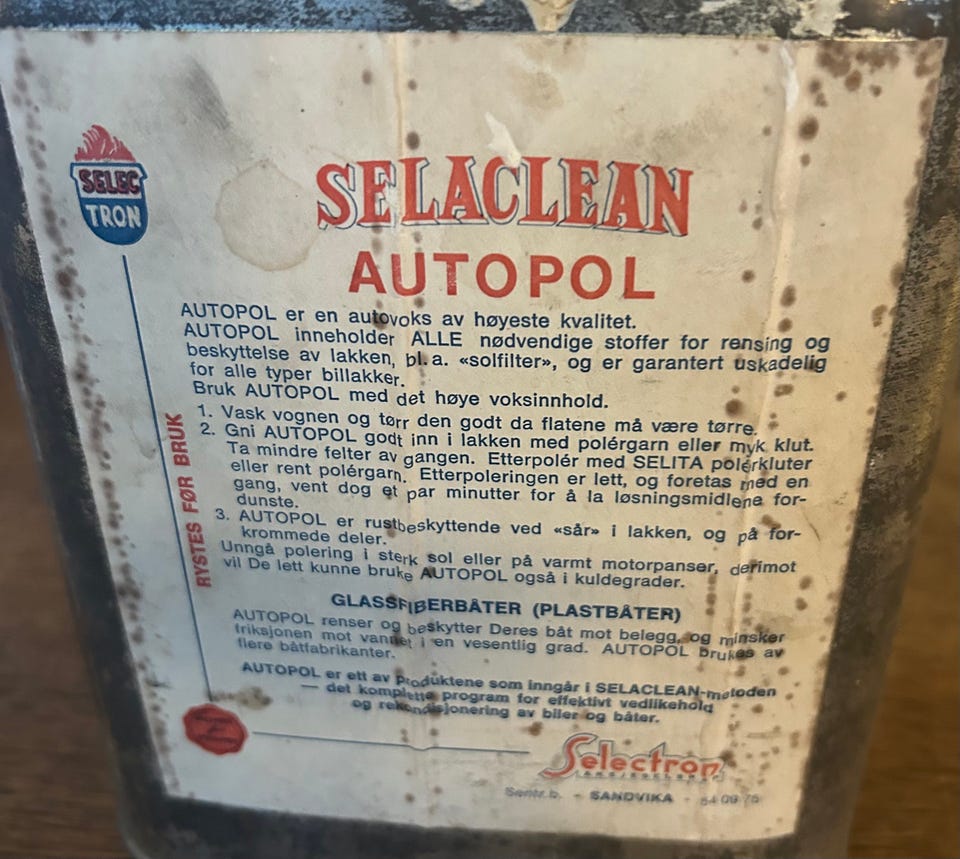 SELEC
TRON
SELACLEAN
AUTOPOL
AUTOPOL er en autovoks av høyeste kvalitet.
AUTOPOL inneholder ALLE nødvendige stoffer for rensing og
beskyttelse av lakken, bl. a. «solfilter», og er garantert uskadelig
for alle typer billakker.
Bruk AUTOPOL med det høye voksinnhold.
1. Vask vognen og tørr den godt da flatene må være tørre.
2. Gni AUTOPOL godt inn i lakken med polérgarn eller myk klut.
Ta mindre felter av gangen. Etterpolér med SELITA polérkluter
eller rent polérgarn. Etterpoleringen er lett, og foretas med en
gang, vent dog et par minutter for å la løsningsmidlene for-
dunste.
3. AUTOPOL er rustbeskyttende ved «sår» i lakken, og på for-
krommede deler.
Unngå polering i sterk sol eller på varmt motorpanser, derimot
vil De lett kunne bruke AUTOPOL også i kuldegrader.
RYSTES FØR BRUK
GLASSFIBERBÅTER (PLASTBÅTER)
AUTOPOL renser og beskytter Deres båt mot belegg, og minsker
friksjonen mot vannet i en vesentlig grad. AUTOPOL brukes av
flere båtfabrikanter.
AUTOPOL er ett av produktene som inngår i SELACLEAN-metoden
— det komplette program for effektivt vedlikehold
og rekondisjonering av biler og båter.
Selectron
Sentr.b. - SANDVIKA - 54 09 76